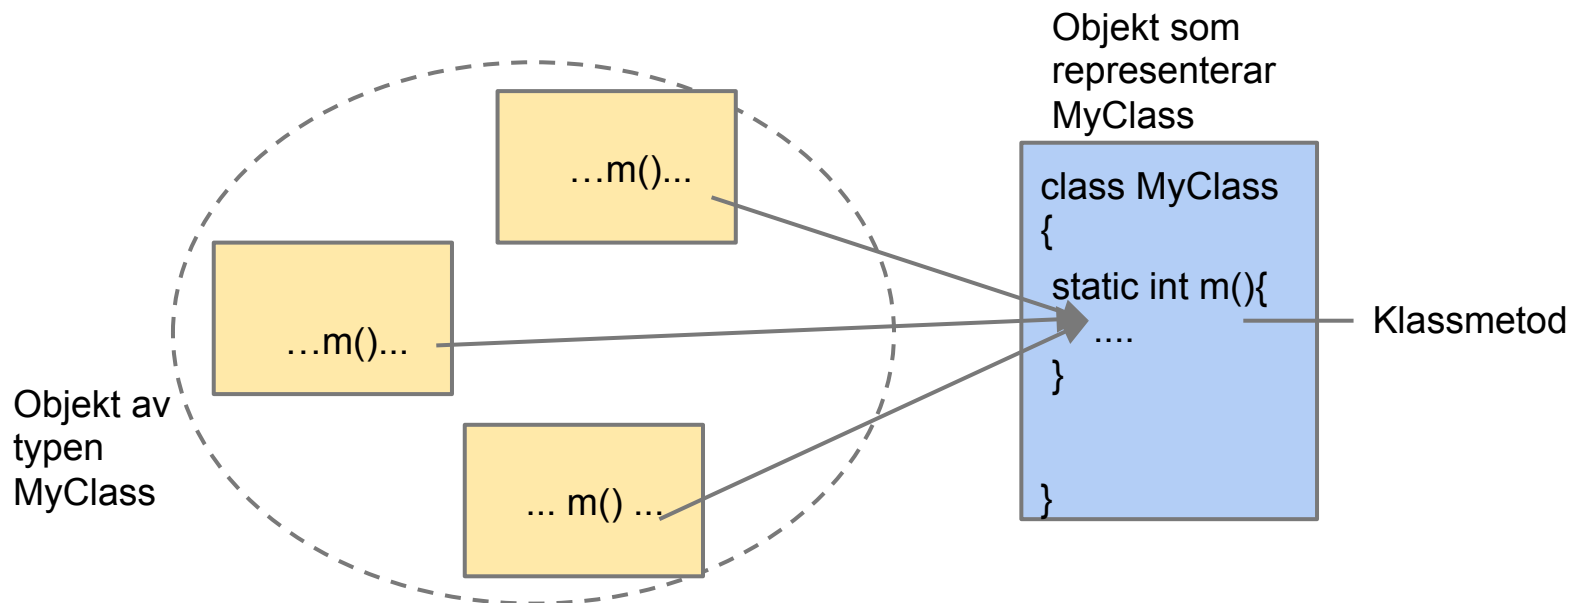 Objekt som
representerar
MyClass
…m()...
class MyClass
{
static int m(){
....
}
}
Klassmetod
…m()...
Objekt av
typen
MyClass
... m() ...